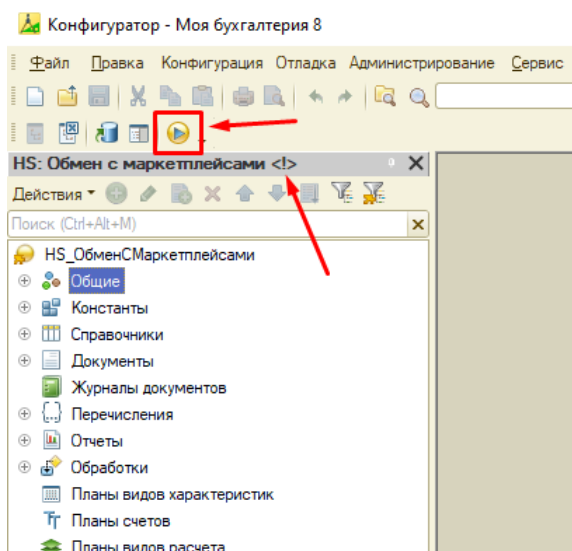 Конфигуратор - Моя бухгалтерия 8
Файл Правка Конфигурация Отладка Администрирование Сервис
HS: Обмен с маркетплейсами <!>
Действия
Поиск (Ctrl+Alt+M)
HS_ОбменСМаркетплейсами
Общие
Константы
Справочники
Документы
Журналы документов
Перечисления
Отчеты
Обработки
Планы видов характеристик
Планы счетов
Планы видов расчета